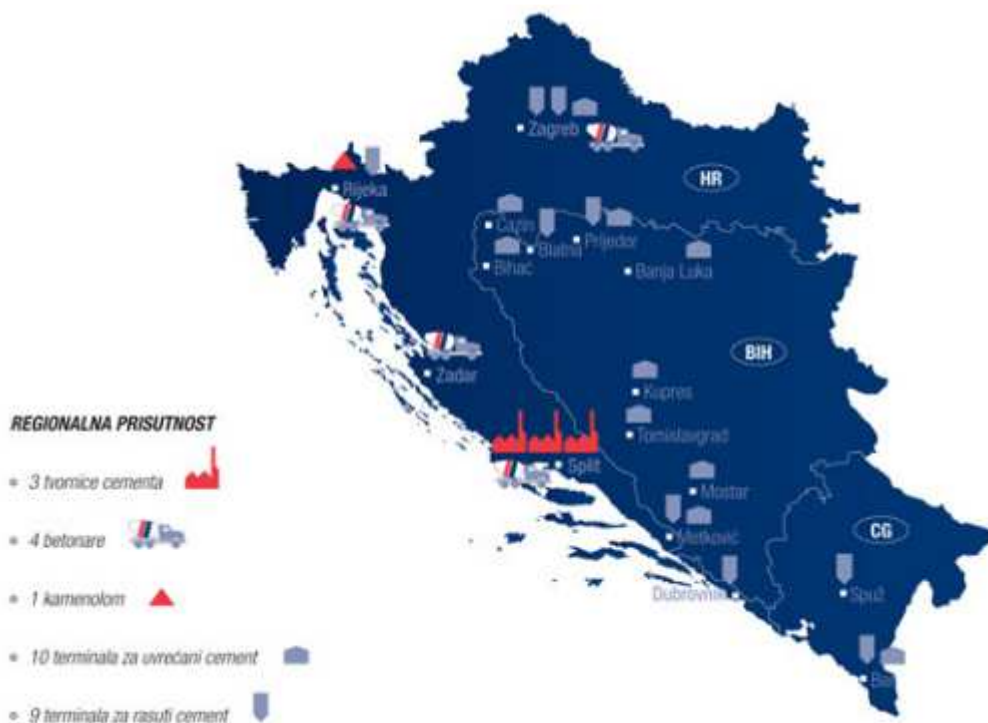 Zagreb
HR
Rijeka
Cazin
Blatna
Prijedor
Bihać
Banja Luka
BIH
Zadar
Kupres
Tomislavgrad
Split
Mostar
Metković
CG
Dubrovnik
Spuž
Bar
REGIONALNA PRISUTNOST
3 tvornice cementa
4 betonare
1 kamenolom
10 terminala za uvrećani cement
9 terminala za rasuti cement